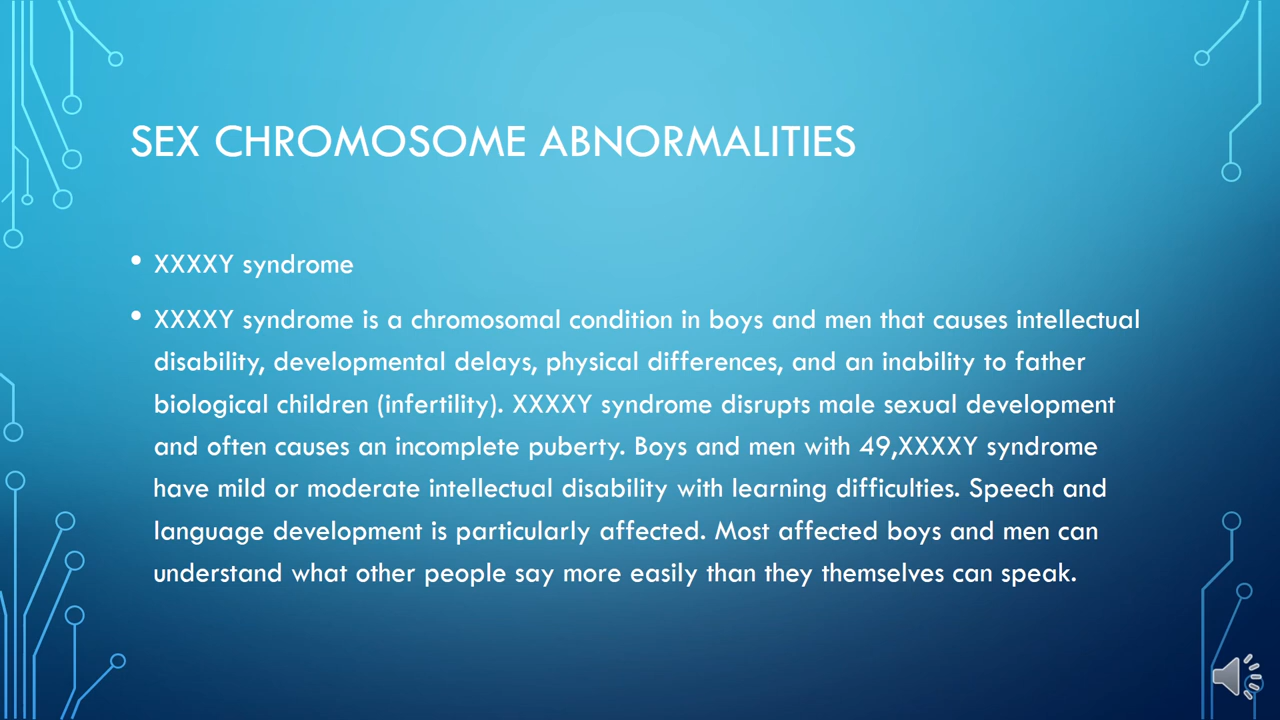 SEX CHROMOSOME ABNORMALITIES
• XXXXY syndrome
• XXXXY syndrome is a chromosomal condition in boys and men that causes intellectual
disability, developmental delays, physical differences, and an inability to father
biological children (infertility). XXXXY syndrome disrupts male sexual development
and often causes an incomplete puberty. Boys and men with 49,XXXXY syndrome
have mild or moderate intellectual disability with learning difficulties. Speech and
language development is particularly affected. Most affected boys and men can
understand what other people say more easily than they themselves can speak.